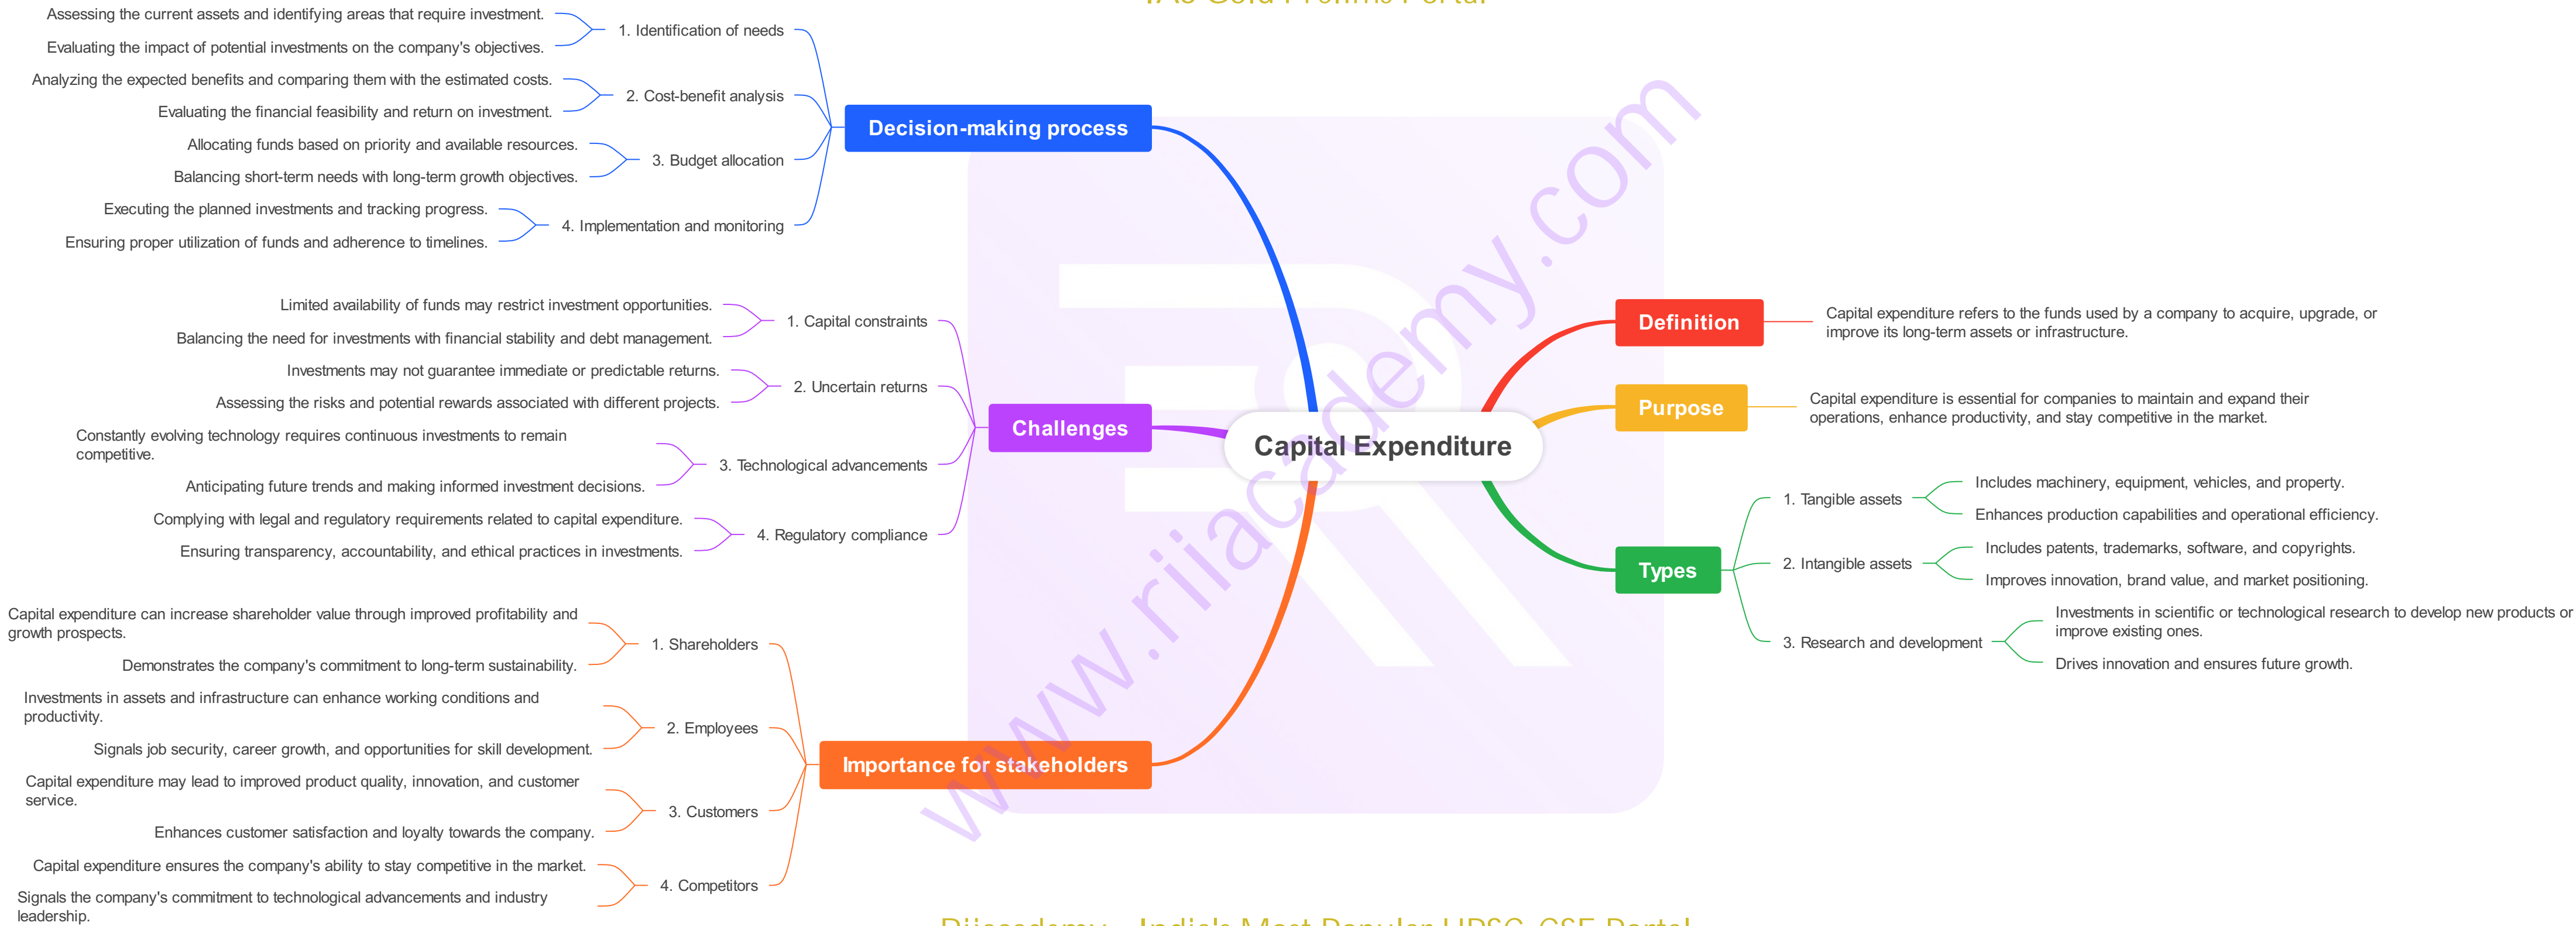 Capital Expenditure
Decision-making process
1. Identification of needs
Assessing the current assets and identifying areas that require investment.
Evaluating the impact of potential investments on the company's objectives.
2. Cost-benefit analysis
Analyzing the expected benefits and comparing them with the estimated costs.
Evaluating the financial feasibility and return on investment.
3. Budget allocation
Allocating funds based on priority and available resources.
Balancing short-term needs with long-term growth objectives.
4. Implementation and monitoring
Executing the planned investments and tracking progress.
Ensuring proper utilization of funds and adherence to timelines.
Challenges
1. Capital constraints
Limited availability of funds may restrict investment opportunities.
Balancing the need for investments with financial stability and debt management.
2. Uncertain returns
Investments may not guarantee immediate or predictable returns.
Assessing the risks and potential rewards associated with different projects.
3. Technological advancements
Constantly evolving technology requires continuous investments to remain
competitive.
Anticipating future trends and making informed investment decisions.
4. Regulatory compliance
Complying with legal and regulatory requirements related to capital expenditure.
Ensuring transparency, accountability, and ethical practices in investments.
Importance for stakeholders
1. Shareholders
Capital expenditure can increase shareholder value through improved profitability and
growth prospects.
Demonstrates the company's commitment to long-term sustainability.
2. Employees
Investments in assets and infrastructure can enhance working conditions and
productivity.
Signals job security, career growth, and opportunities for skill development.
3. Customers
Capital expenditure may lead to improved product quality, innovation, and customer
service.
Enhances customer satisfaction and loyalty towards the company.
4. Competitors
Capital expenditure ensures the company's ability to stay competitive in the market.
Signals the company's commitment to technological advancements and industry
leadership.
Definition
Capital expenditure refers to the funds used by a company to acquire, upgrade, or
improve its long-term assets or infrastructure.
Purpose
Capital expenditure is essential for companies to maintain and expand their
operations, enhance productivity, and stay competitive in the market.
Types
1. Tangible assets
Includes machinery, equipment, vehicles, and property.
Enhances production capabilities and operational efficiency.
2. Intangible assets
Includes patents, trademarks, software, and copyrights.
Improves innovation, brand value, and market positioning.
3. Research and development
Investments in scientific or technological research to develop new products or
improve existing ones.
Drives innovation and ensures future growth.
www.riiacademy.com
India's Most Popular UPSC-CSE Portal